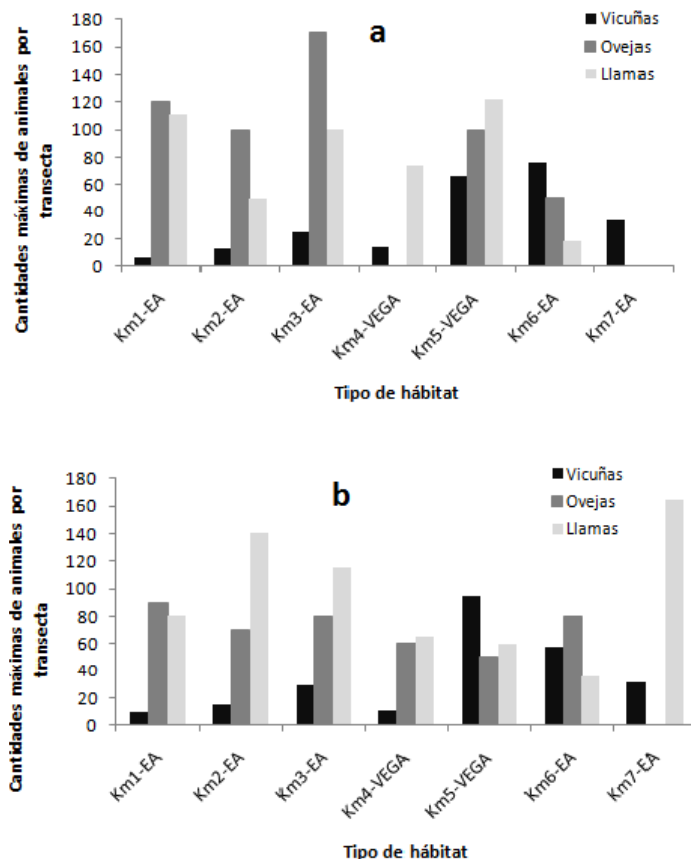 180
160
140
120
100
80
60
40
20
0
Cantidades máximas de animales por
transecta
a
Vicuñas
Ovejas
Llamas
Km1-EA
Km2-EA
Km3-EA
Km4-VEGA
Km5-VEGA
Km6-EA
Km7-EA
Tipo de hábitat
180
160
140
120
100
80
60
40
20
0
Cantidades máximas de animales por
transecta
b
Vicuñas
Ovejas
Llamas
Km1-EA
Km2-EA
Km3-EA
Km4-VEGA
Km5-VEGA
Km6-EA
Km7-EA
Tipo de hábitat